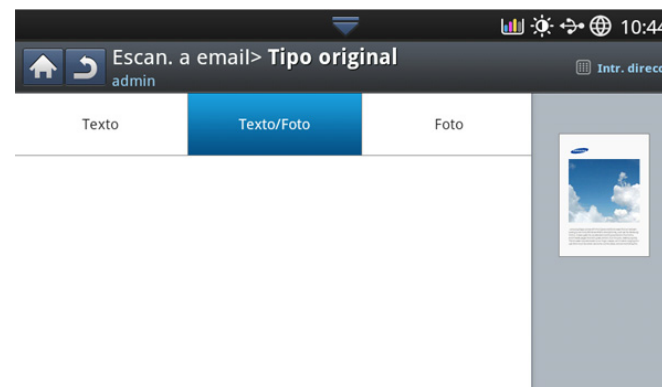 10:44
Escan. a email> Tipo original
admin
Intr. direcc
Texto
Texto/Foto
Foto